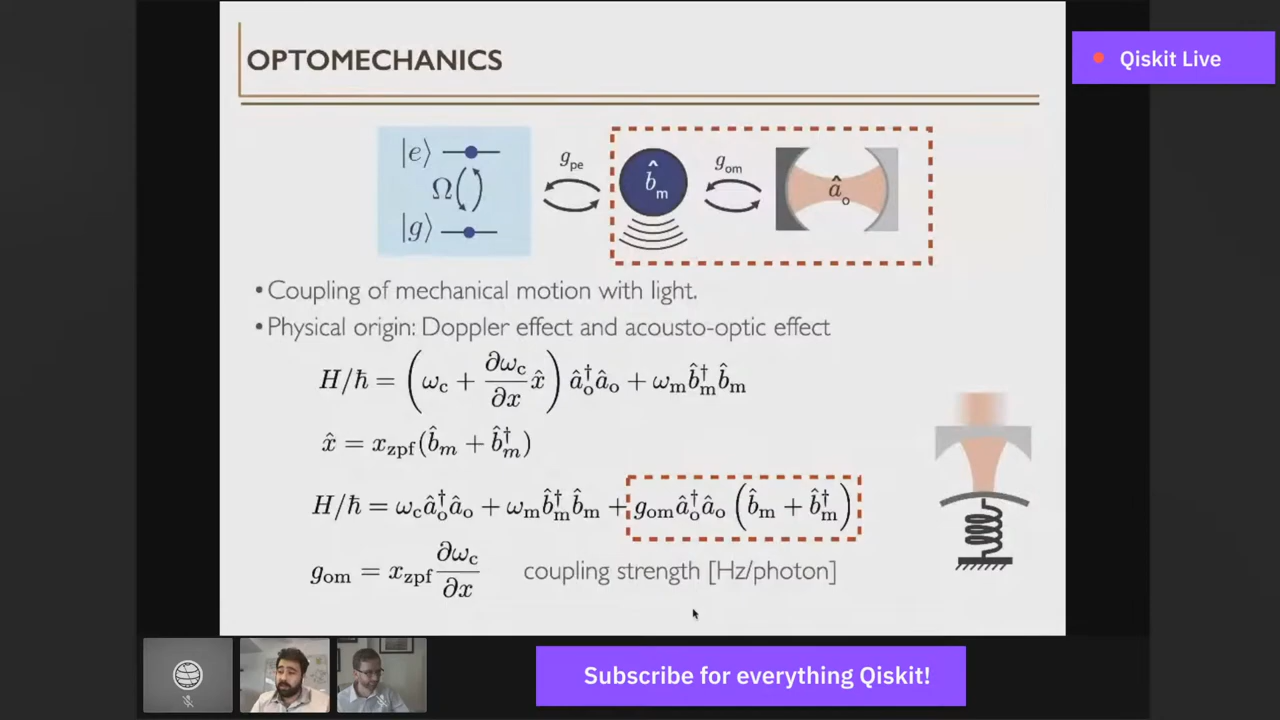 OPTOMECHANICS
Qiskit Live
|e⟩
Ω
|g⟩
g_pe
b̂_m
g_om
â_o
• Coupling of mechanical motion with light.
• Physical origin: Doppler effect and acousto-optic effect
H/ħ = (ω_c + ∂ω_c/∂x x̂) â_o†â_o + ω_m b̂_m†b̂_m
x̂ = x_zpf(b̂_m + b̂_m†)
H/ħ = ω_c â_o†â_o + ω_m b̂_m†b̂_m + g_om â_o†â_o (b̂_m + b̂_m†)
g_om = x_zpf ∂ω_c/∂x coupling strength [Hz/photon]
Subscribe for everything Qiskit!